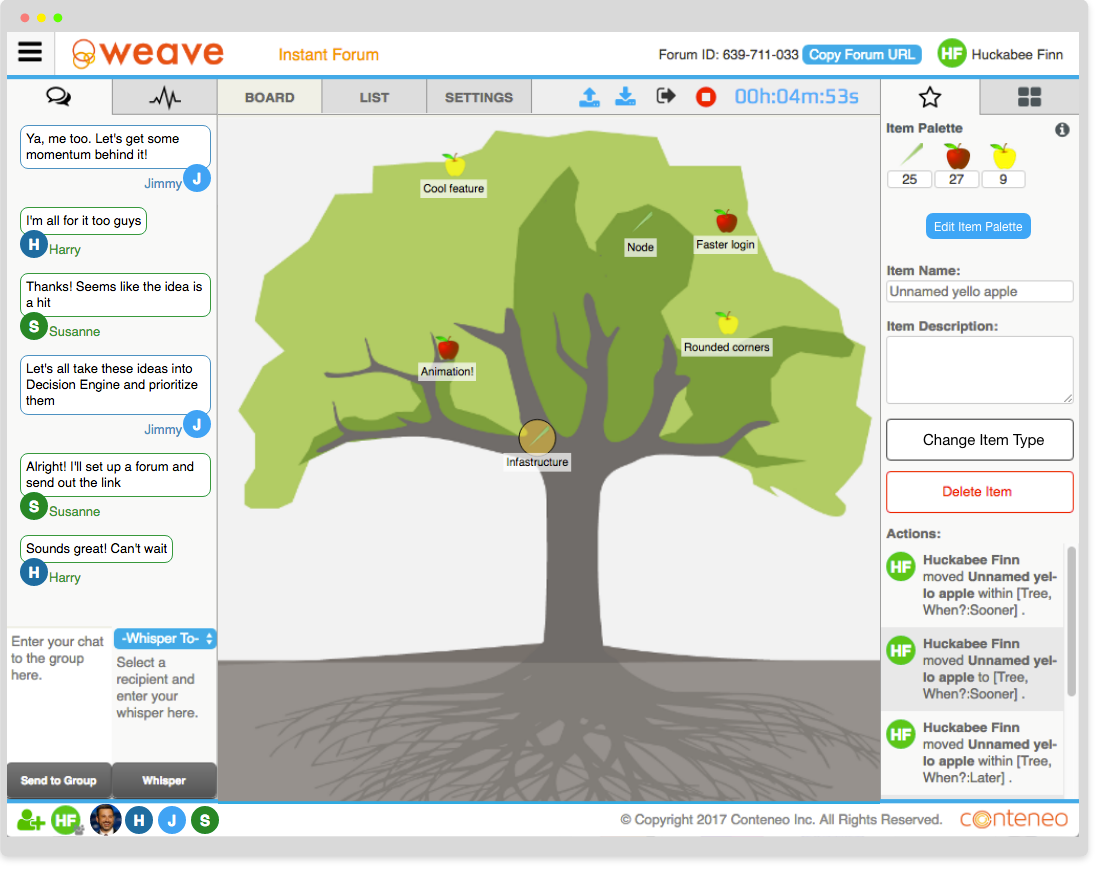 weave
Instant Forum
Forum ID: 639-711-033
Copy Forum URL
HF
Huckabee Finn
BOARD
LIST
SETTINGS
00h:04m:53s
Ya, me too. Let's get some
momentum behind it!
Jimmy
J
I'm all for it too guys
H
Harry
Thanks! Seems like the idea is
a hit
S
Susanne
Let's all take these ideas into
Decision Engine and prioritize
them
Jimmy
J
Alright! I'll set up a forum and
send out the link
S
Susanne
Sounds great! Can't wait
H
Harry
Enter your chat
to the group
here.
-Whisper To-
Select a
recipient and
enter your
whisper here.
Send to Group
Whisper
Cool feature
Node
Faster login
Rounded corners
Animation!
Infastructure
Item Palette
25
27
9
Edit Item Palette
Item Name:
Unnamed yello apple
Item Description:
Change Item Type
Delete Item
Actions:
HF
Huckabee Finn
moved Unnamed yel-
lo apple within [Tree,
When?:Sooner] .
HF
Huckabee Finn
moved Unnamed yel-
lo apple to [Tree,
When?:Sooner] .
HF
Huckabee Finn
moved Unnamed yel-
lo apple within [Tree,
When?:Later] .
HF
H
J
S
© Copyright 2017 Conteneo Inc. All Rights Reserved.
conteneo